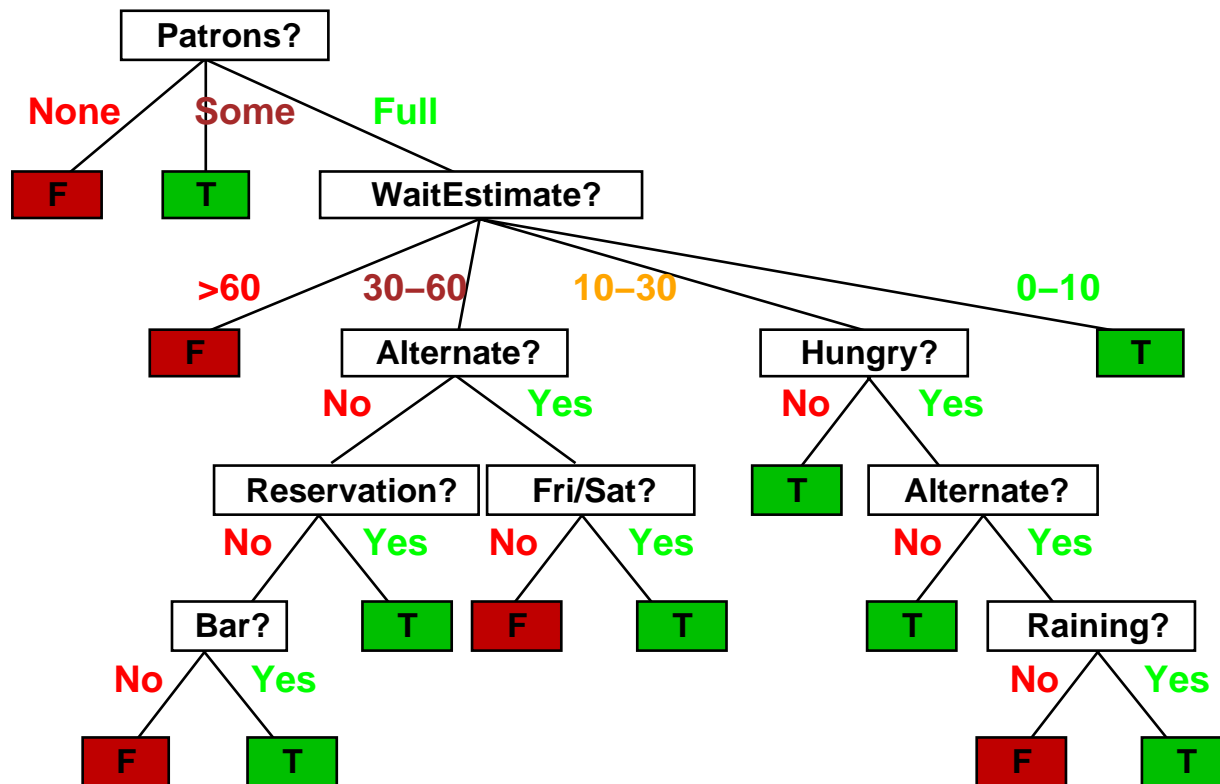 Patrons?
None Some Full
F T WaitEstimate?
>60 30–60 10–30 0–10
F Alternate? Hungry? T
No Yes No Yes
Reservation? Fri/Sat? T Alternate?
No Yes No Yes No Yes
Bar? T F T T Raining?
No Yes No Yes
F T F T